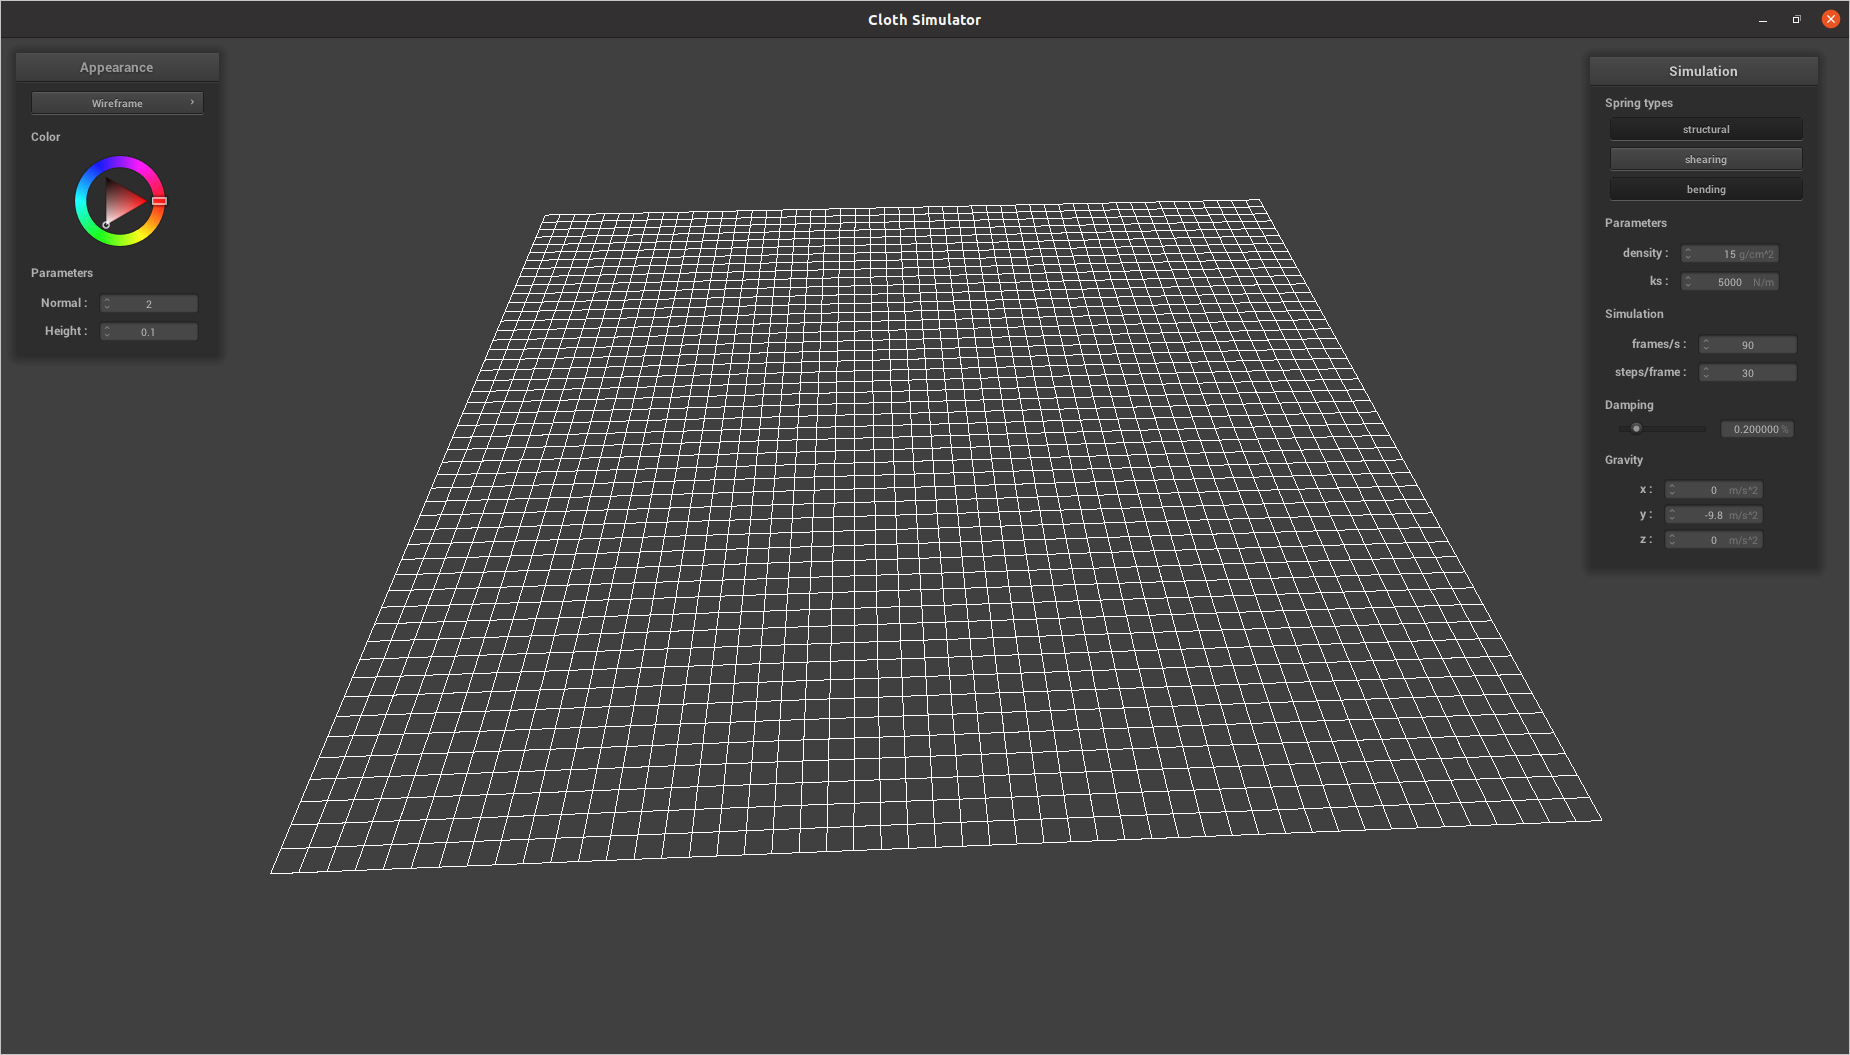 Cloth Simulator
Appearance
Wireframe
Color
Parameters
Normal : 2
Height : 0.1
Simulation
Spring types
structural
shearing
bending
Parameters
density : 15 g/cm^2
ks : 5000 N/m
Simulation
frames/s : 90
steps/frame : 30
Damping
0.200000 %
Gravity
x : 0 m/s^2
y : -9.8 m/s^2
z : 0 m/s^2